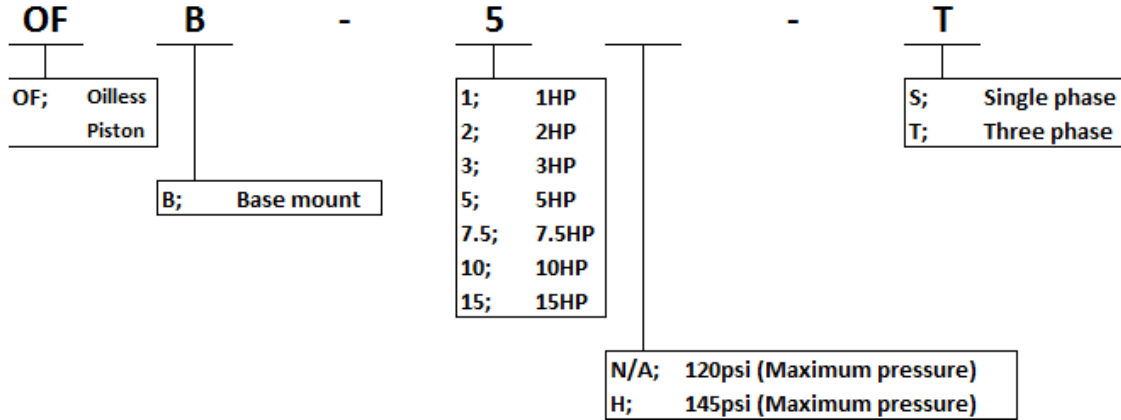 OF B - 5 - T
OF; Oilless
Piston
B; Base mount
1; 1HP
2; 2HP
3; 3HP
5; 5HP
7.5; 7.5HP
10; 10HP
15; 15HP
N/A; 120psi (Maximum pressure)
H; 145psi (Maximum pressure)
S; Single phase
T; Three phase